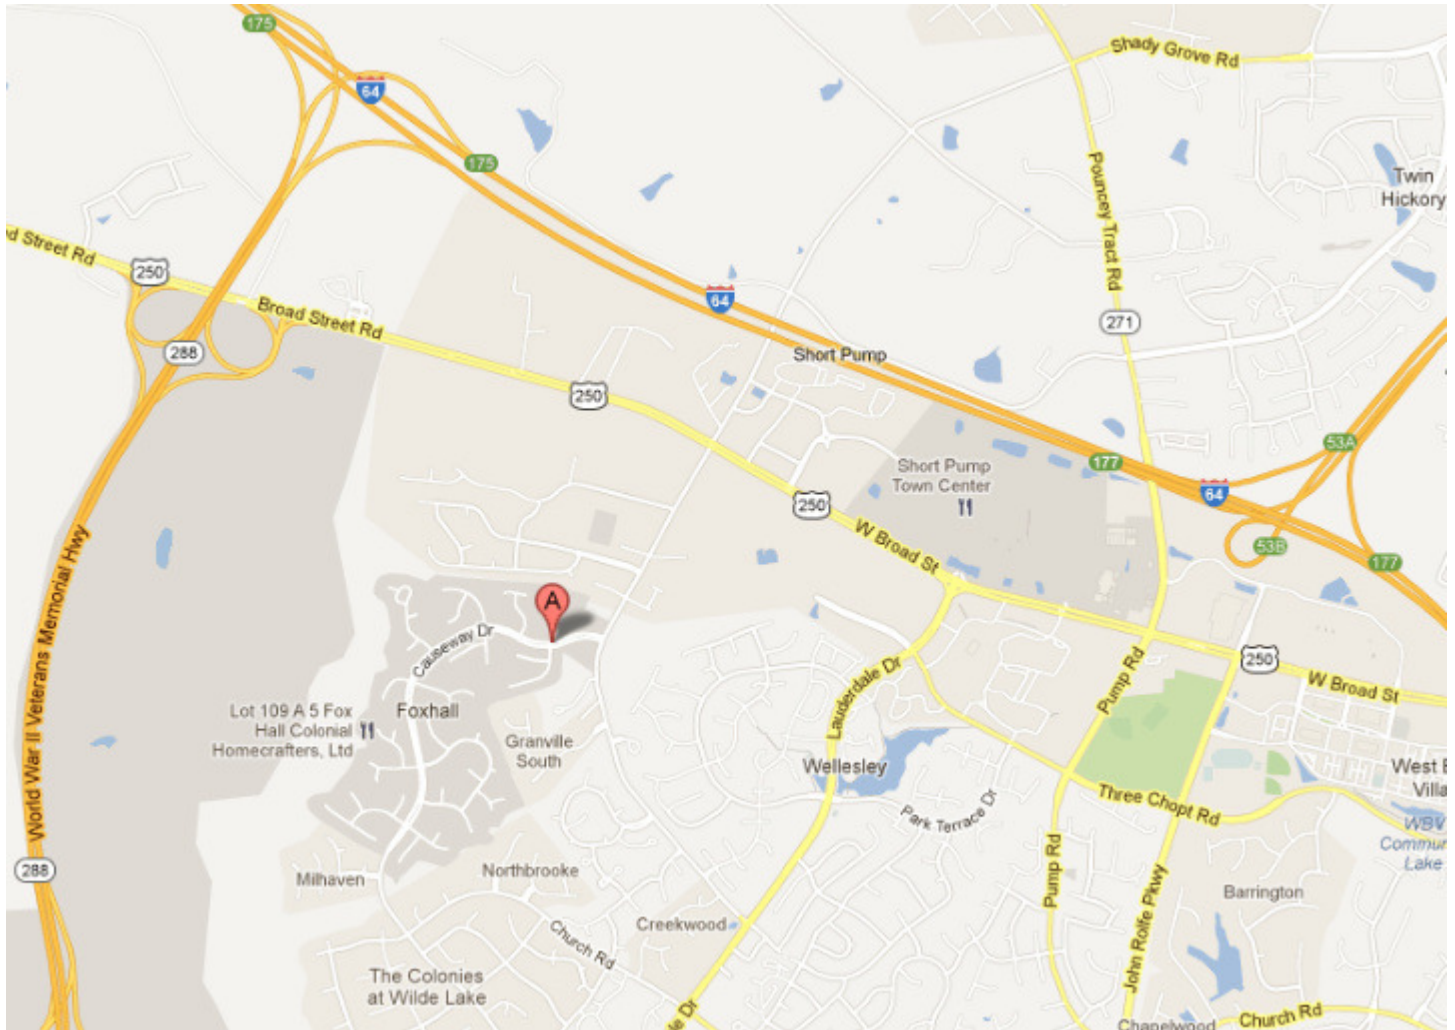 175
64
Shady Grove Rd
175
Twin
Hickory
Pouncey Tract Rd
d Street Rd
250
64
Broad Street Rd
271
288
Short Pump
250
53A
177
Short Pump
Town Center
64
250
W Broad St
53B
177
World War II Veterans Memorial Hwy
A
Causeway Dr
Lauderdale Dr
Pump Rd
250
W Broad St
Lot 109 A 5 Fox
Hall Colonial
Homecrafters, Ltd
Foxhall
Granville
South
Wellesley
West E
Villa
Park Terrace Dr
Three Chopt Rd
WBV
Commun
Lake
288
Milhaven
Northbrooke
Pump Rd
Barrington
Creekwood
Church Rd
John Rolfe Pkwy
The Colonies
at Wilde Lake
le Dr
Chapelwood
Church Rd